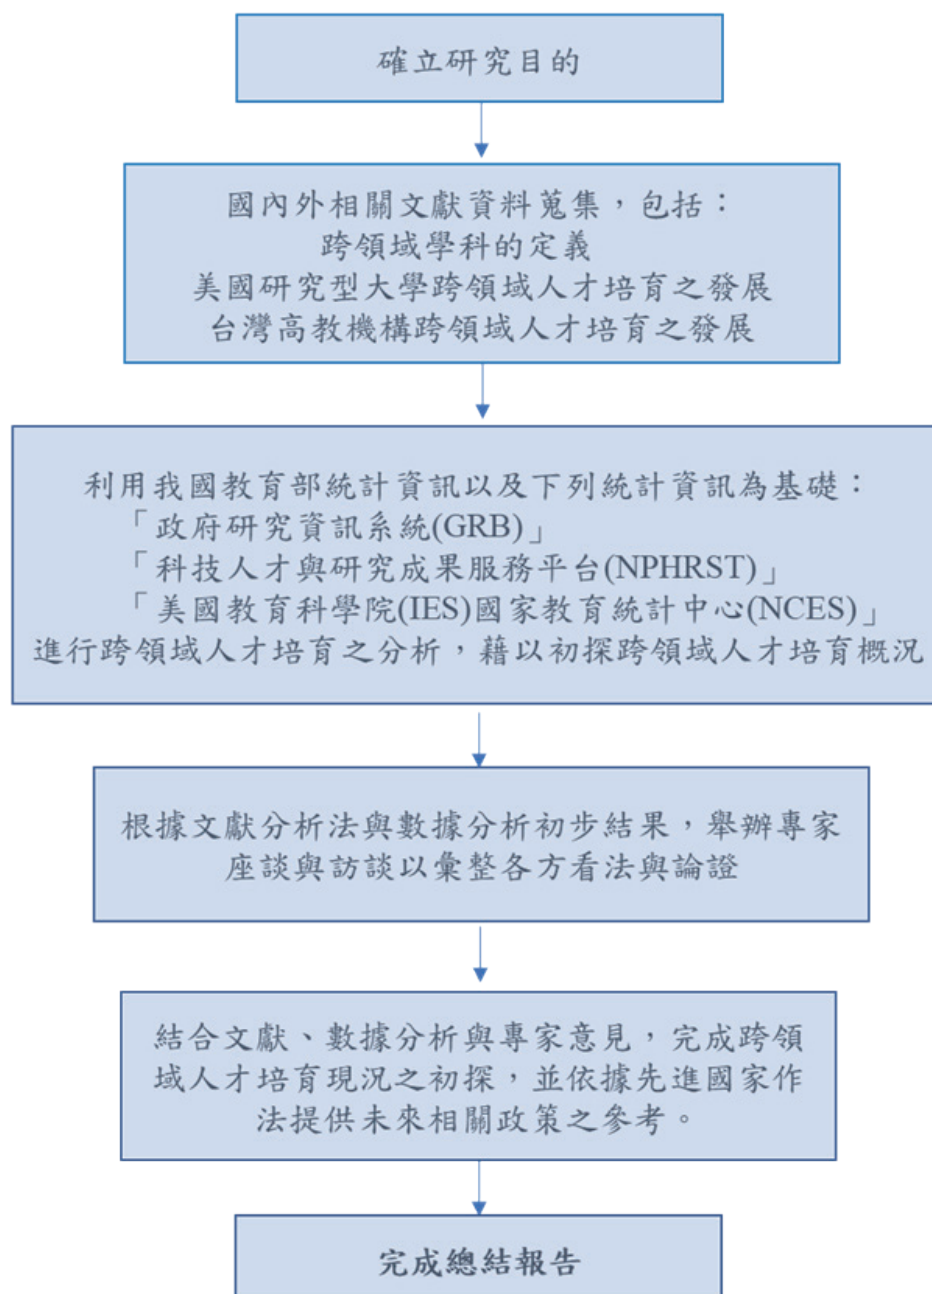 確立研究目的
國內外相關文獻資料蒐集，包括：
跨領域學科的定義
美國研究型大學跨領域人才培育之發展
台灣高教機構跨領域人才培育之發展
利用我國教育部統計資訊以及下列統計資訊為基礎：
「政府研究資訊系統(GRB)」
「科技人才與研究成果服務平台(NPHRST)」
「美國教育科學院(IES)國家教育統計中心(NCES)」
進行跨領域人才培育之分析，藉以初探跨領域人才培育概況
根據文獻分析法與數據分析初步結果，舉辦專家
座談與訪談以彙整各方看法與論證
結合文獻、數據分析與專家意見，完成跨領
域人才培育現況之初探，並依據先進國家作
法提供未來相關政策之參考。
完成總結報告